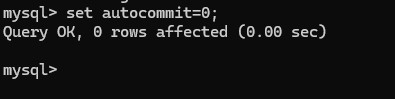 mysql> set autocommit=0;
Query OK, 0 rows affected (0.00 sec)
mysql>